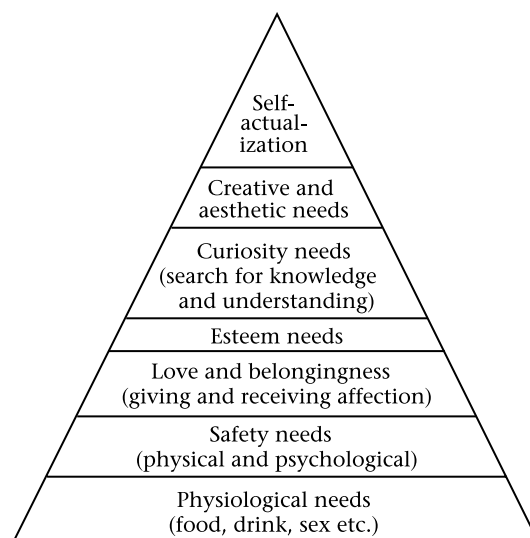 Self-
actual-
ization
Creative and
aesthetic needs
Curiosity needs
(search for knowledge
and understanding)
Esteem needs
Love and belongingness
(giving and receiving affection)
Safety needs
(physical and psychological)
Physiological needs
(food, drink, sex etc.)